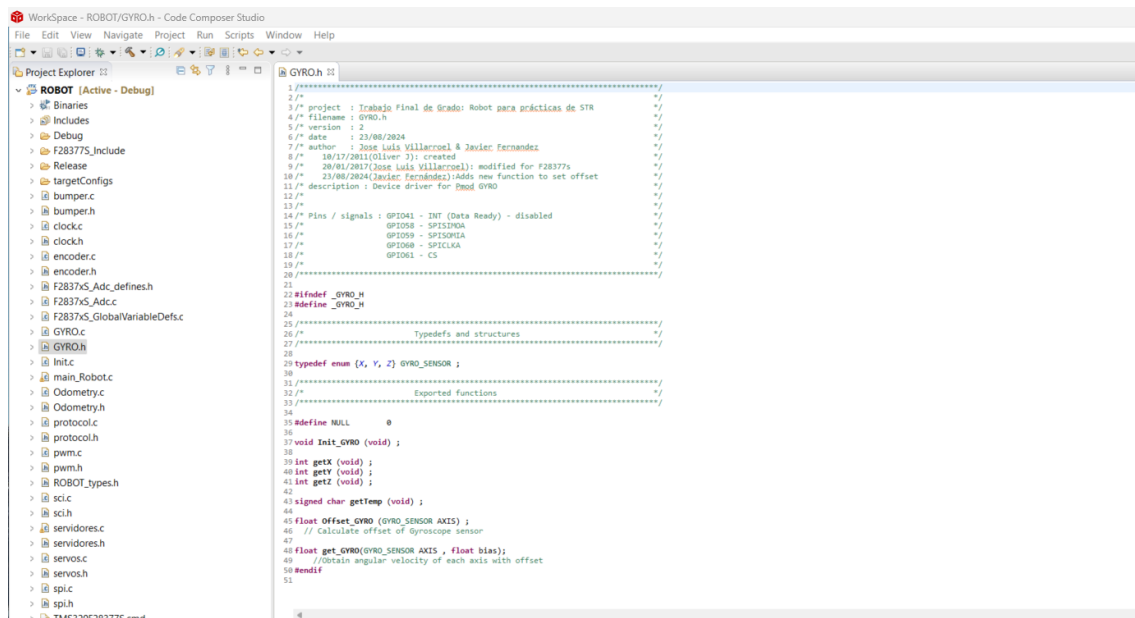 WorkSpace - ROBOT/GYRO.h - Code Composer Studio
File Edit View Navigate Project Run Scripts Window Help
Project Explorer
ROBOT [Active - Debug]
Binaries
Includes
Debug
F28377S_Include
Release
targetConfigs
bumper.c
bumper.h
clock.c
clock.h
encoder.c
encoder.h
F2837xS_Adc_defines.h
F2837xS_Adc.c
F2837xS_GlobalVariableDefs.c
GYRO.c
GYRO.h
Init.c
main_Robot.c
Odometry.c
Odometry.h
protocol.c
protocol.h
pwm.c
pwm.h
ROBOT_types.h
sci.c
sci.h
servidores.c
servidores.h
servos.c
servos.h
spi.c
spi.h
GYRO.h
1 /******************************************************************************/
2 /* */
3 /* project : Trabajo Final de Grado: Robot para prácticas de STR */
4 /* filename : GYRO.h */
5 /* version : 2 */
6 /* date : 23/08/2024 */
7 /* author : Jose Luis Villarroel & Javier Fernandez */
8 /* 10/17/2011(Oliver J): created */
9 /* 20/01/2017(Jose Luis Villarroel): modified for F28377s */
10 /* 23/08/2024(Javier Fernández):Adds new function to set offset */
11 /* description : Device driver for Pmod GYRO */
12 /* */
13 /* */
14 /* Pins / signals : GPIO41 - INT (Data Ready) - disabled */
15 /* GPIO58 - SPISIMOA */
16 /* GPIO59 - SPISOMIA */
17 /* GPIO60 - SPICLKA */
18 /* GPIO61 - CS */
19 /* */
20 /******************************************************************************/
21
22 #ifndef _GYRO_H
23 #define _GYRO_H
24
25 /******************************************************************************/
26 /* Typedefs and structures */
27 /******************************************************************************/
28
29 typedef enum {X, Y, Z} GYRO_SENSOR ;
30
31 /******************************************************************************/
32 /* Exported functions */
33 /******************************************************************************/
34
35 #define NULL 0
36
37 void Init_GYRO (void) ;
38
39 int getX (void) ;
40 int getY (void) ;
41 int getZ (void) ;
42
43 signed char getTemp (void) ;
44
45 float Offset_GYRO (GYRO_SENSOR AXIS) ;
46 // Calculate offset of Gyroscope sensor
47
48 float get_GYRO(GYRO_SENSOR AXIS , float bias);
49 //Obtain angular velocity of each axis with offset
50 #endif
51